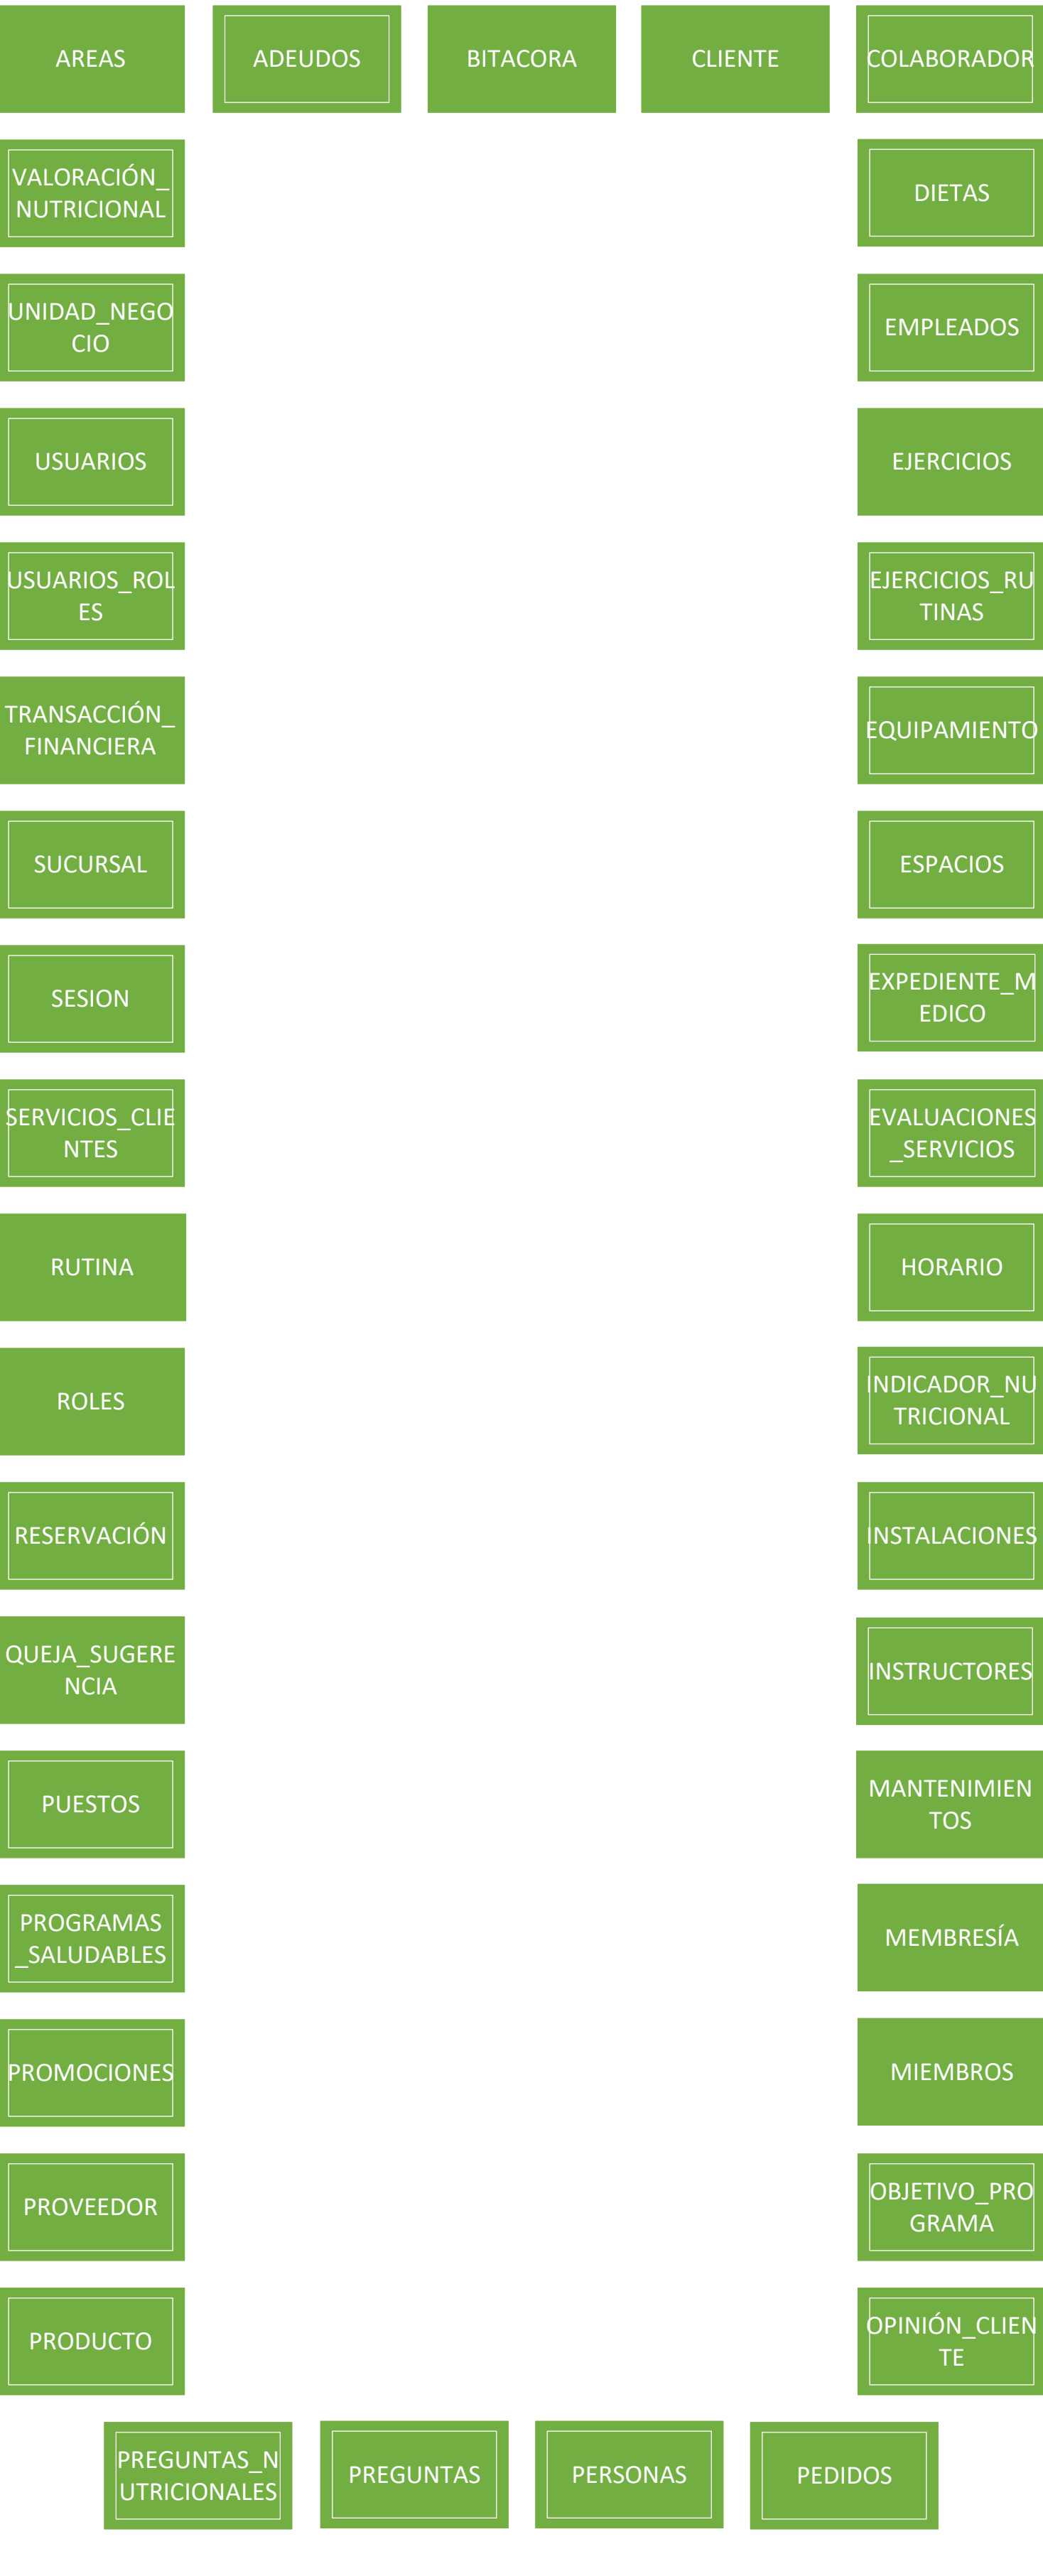 AREAS
ADEUDOS
BITACORA
CLIENTE
COLABORADOR
VALORACIÓN_
NUTRICIONAL
DIETAS
UNIDAD_NEGO
CIO
EMPLEADOS
USUARIOS
EJERCICIOS
USUARIOS_ROL
ES
EJERCICIOS_RU
TINAS
TRANSACCIÓN_
FINANCIERA
EQUIPAMIENTO
SUCURSAL
ESPACIOS
SESION
EXPEDIENTE_M
EDICO
SERVICIOS_CLIE
NTES
EVALUACIONES
_SERVICIOS
RUTINA
HORARIO
ROLES
INDICADOR_NU
TRICIONAL
RESERVACIÓN
INSTALACIONES
QUEJA_SUGERE
NCIA
INSTRUCTORES
PUESTOS
MANTENIMIEN
TOS
PROGRAMAS
_SALUDABLES
MEMBRESÍA
PROMOCIONES
MIEMBROS
PROVEEDOR
OBJETIVO_PRO
GRAMA
PRODUCTO
OPINIÓN_CLIEN
TE
PREGUNTAS_N
UTRICIONALES
PREGUNTAS
PERSONAS
PEDIDOS